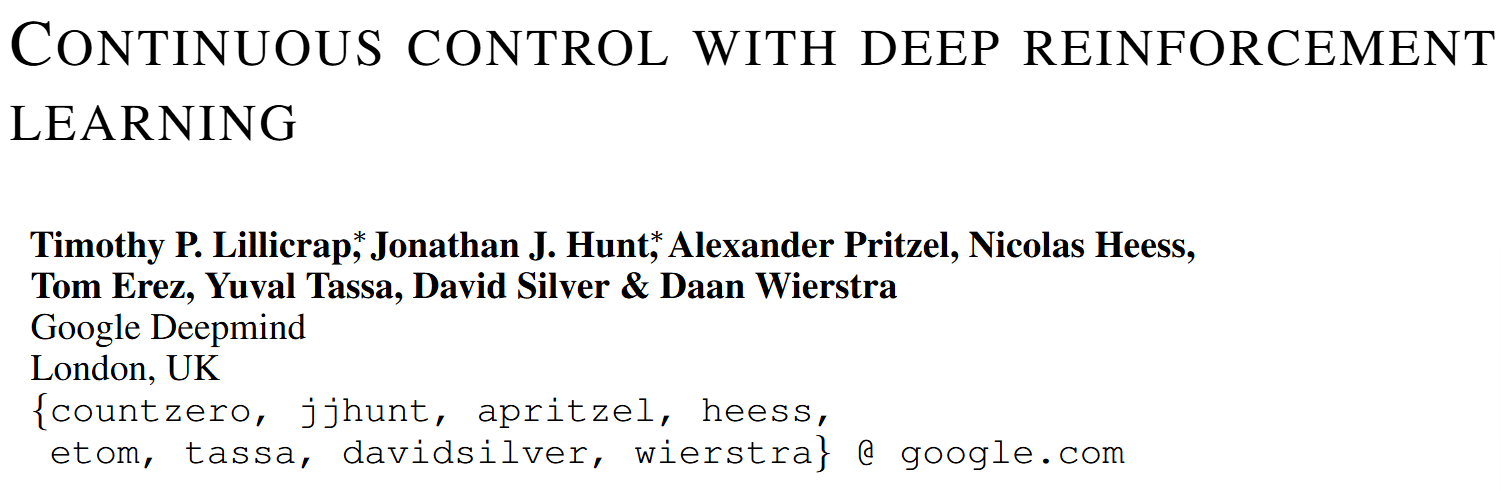 CONTINUOUS CONTROL WITH DEEP REINFORCEMENT
LEARNING
Timothy P. Lillicrap,* Jonathan J. Hunt,* Alexander Pritzel, Nicolas Heess,
Tom Erez, Yuval Tassa, David Silver & Daan Wierstra
Google Deepmind
London, UK
{countzero, jjhunt, apritzel, heess,
etom, tassa, davidsilver, wierstra} @ google.com